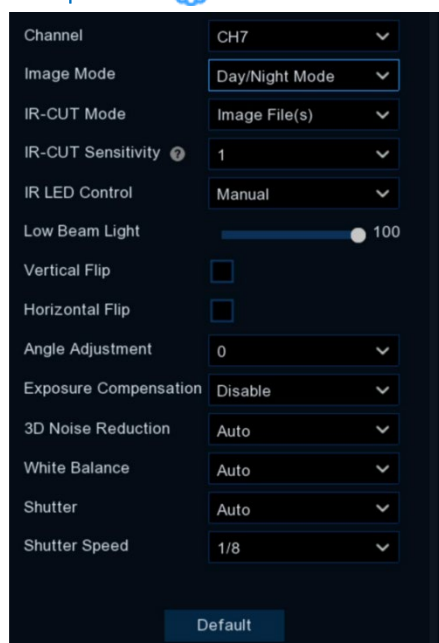 Channel CH7
Image Mode Day/Night Mode
IR-CUT Mode Image File(s)
IR-CUT Sensitivity ? 1
IR LED Control Manual
Low Beam Light 100
Vertical Flip
Horizontal Flip
Angle Adjustment 0
Exposure Compensation Disable
3D Noise Reduction Auto
White Balance Auto
Shutter Auto
Shutter Speed 1/8
Default